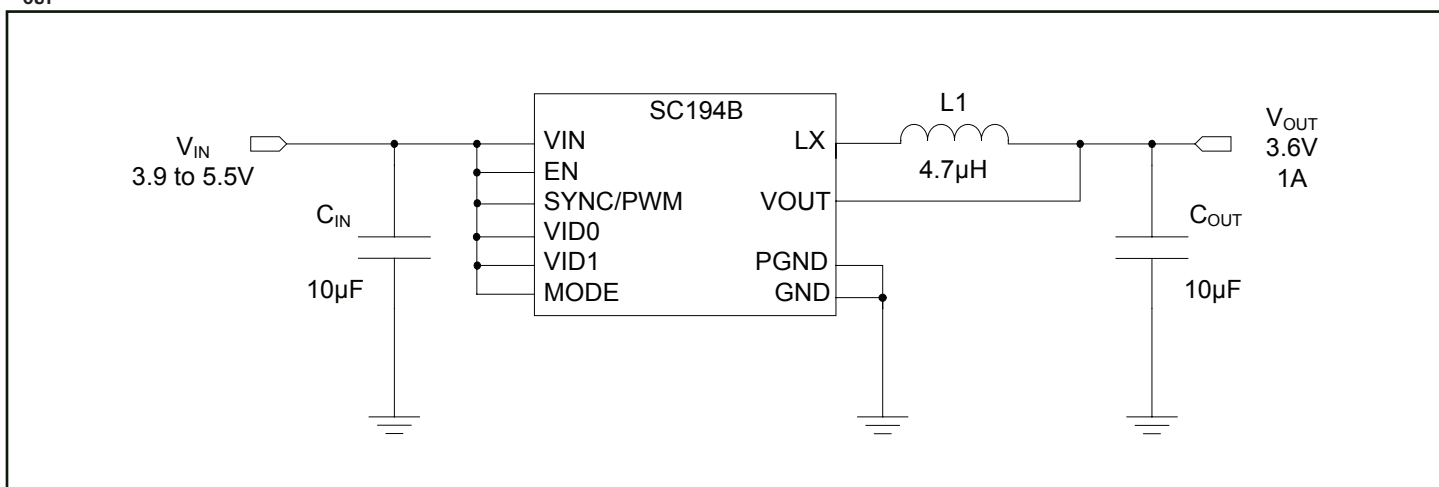 OUT
SC194B
L1
VIN
3.9 to 5.5V
VIN
EN
SYNC/PWM
VID0
VID1
MODE
LX
VOUT
PGND
GND
4.7µH
VOUT
3.6V
1A
CIN
10µF
COUT
10µF